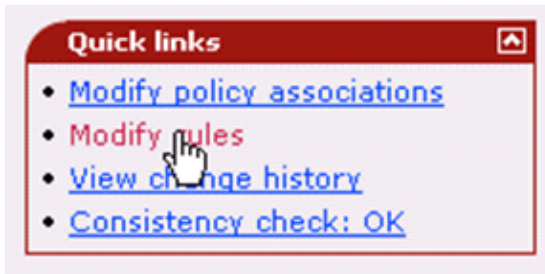 Quick links
Modify policy associations
Modify rules
View change history
Consistency check: OK